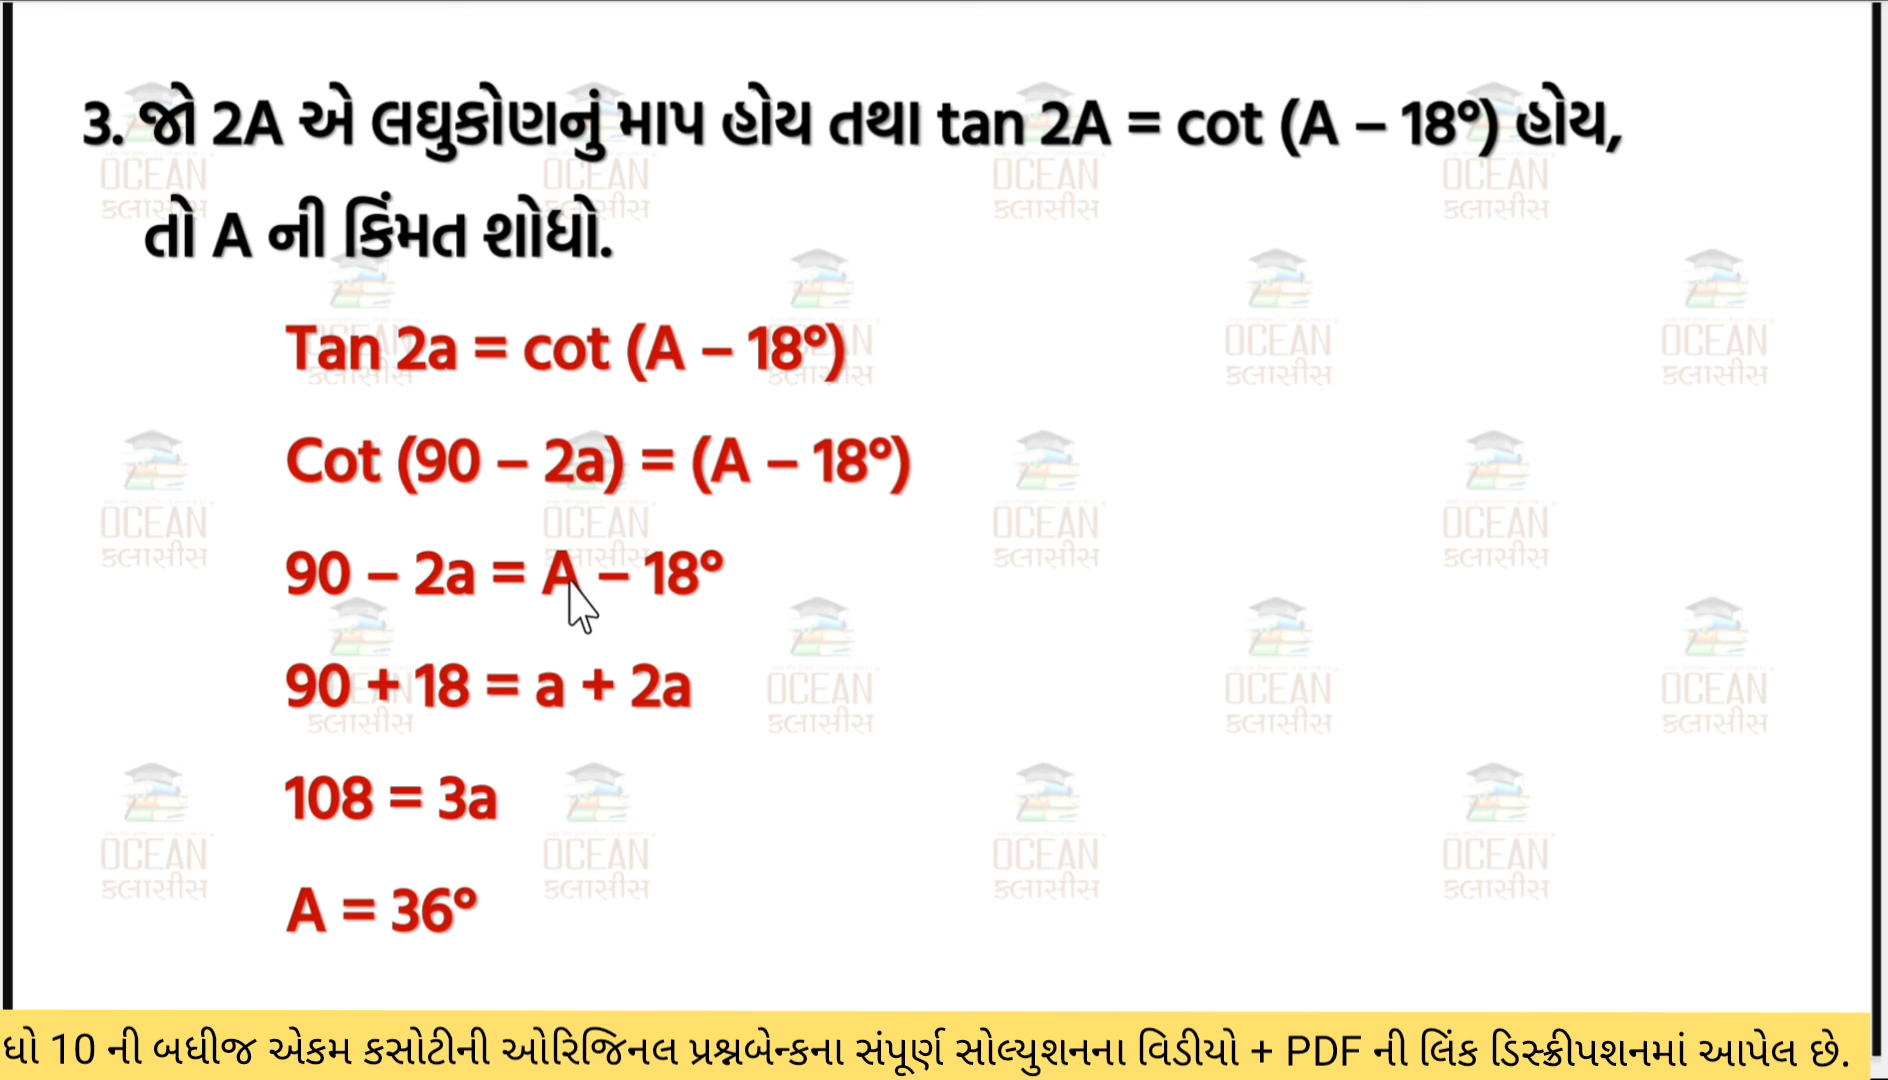 3. જો 2A એ લઘુકોણનું માપ હોય તથા tan 2A = cot (A – 18°) હોય,
તો A ની કિંમત શોધો.
Tan 2a = cot (A – 18°)
Cot (90 – 2a) = (A – 18°)
90 – 2a = A – 18°
90 + 18 = a + 2a
108 = 3a
A = 36°
OCEAN
ક્લાસીસ
ધો 10 ની બધીજ એકમ કસોટીની ઓરિજિનલ પ્રશ્નબેન્કના સંપૂર્ણ સોલ્યુશનના વિડીયો + PDF ની લિંક ડિસ્ક્રીપશનમાં આપેલ છે.